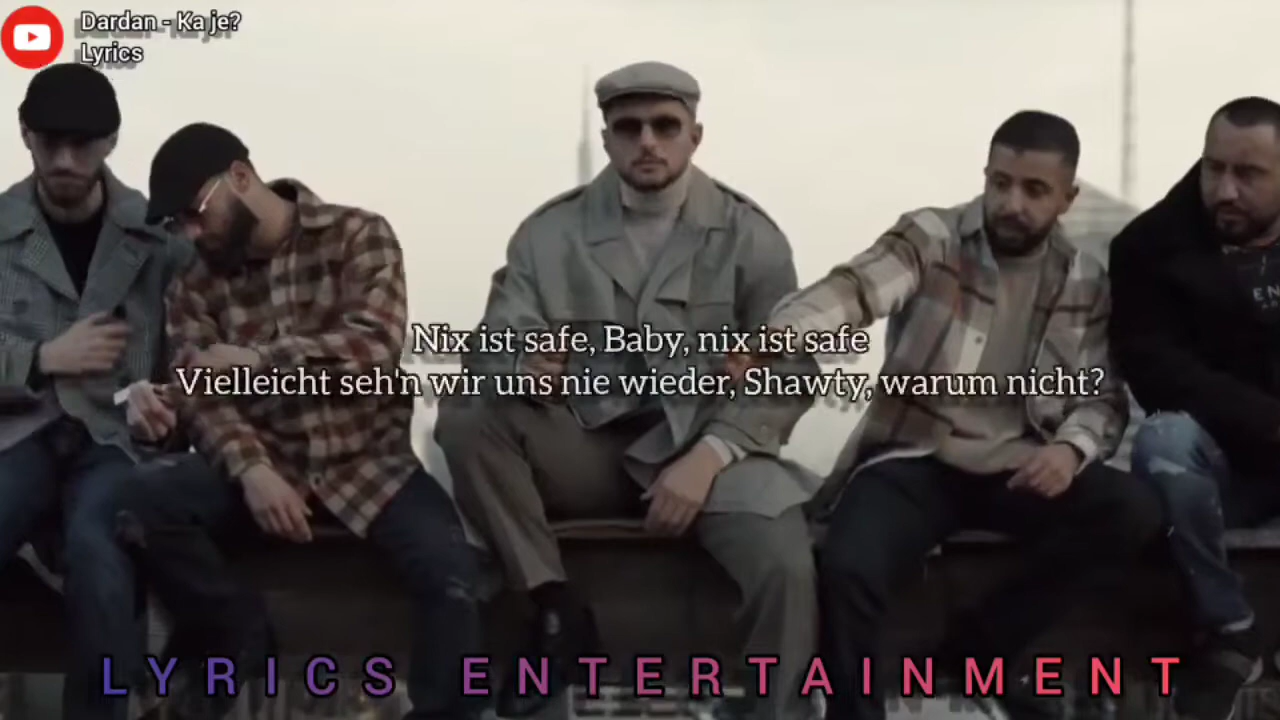 Dardan - Ka je?
Lyrics
Nix ist safe, Baby, nix ist safe
Vielleicht seh'n wir uns nie wieder, Shawty, warum nicht?
LYRICS ENTERTAINMENT